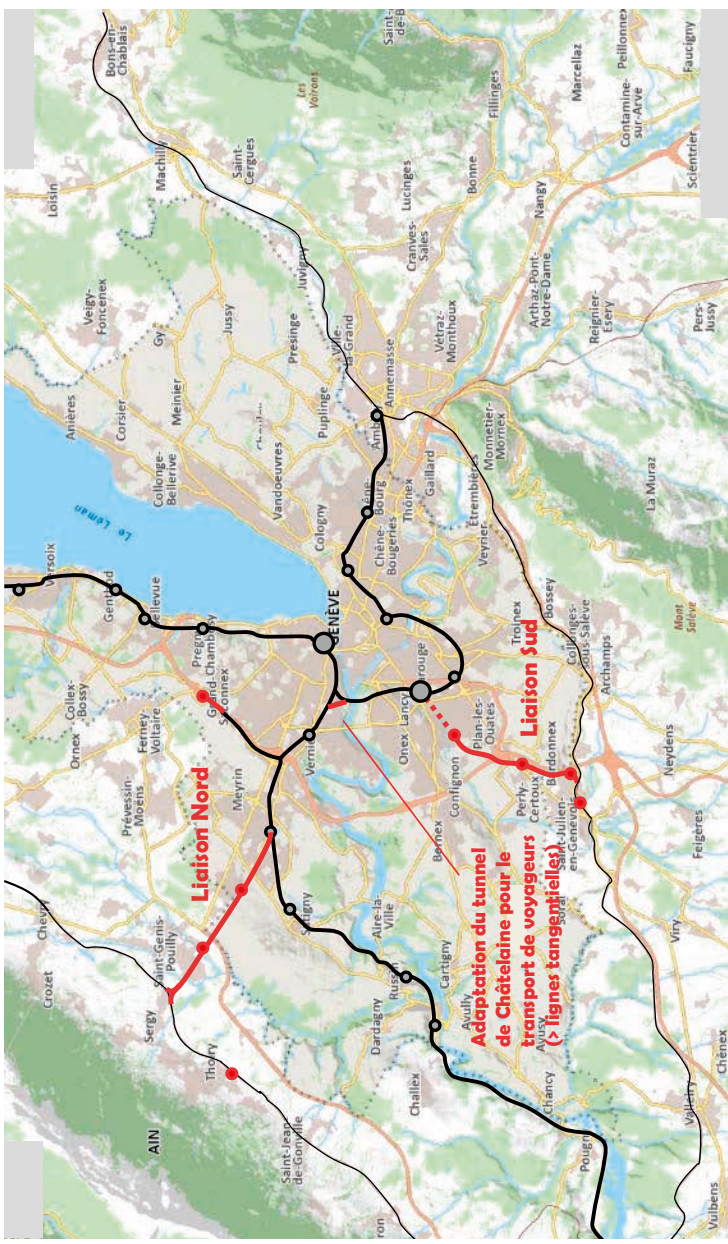 AIN
Crozet
Chevry
Sergy
Saint-Genis-
Pouilly
Thoiry
Saint-Jean-
de-Gonville
Prévessin-
Moëns
Ornex
Collex-
Bossy
Ferney-
Voltaire
Liaison Nord
Meyrin
Grand-
Saconnex
Pregny-
Chambésy
Bellevue
Genthod
Versoix
Le Léman
Anières
Corsier
Collonge-
Bellerive
Meinier
Gy
Veigy-
Foncenex
Loisin
Bons-en-
Chablais
Machilly
Saint-
Cergues
Les
Voirons
Jussy
Presinge
Juvigny
Puplinge
Ville-
la-Grand
Vandoeuvres
Cologny
GENÈVE
Vernier
Satigny
Russin
Dardagny
Challex
Aire-la-
Ville
Cartigny
Avully
Avusy
Chancy
Pougny
Adaptation du tunnel
de Châtelaine pour le
transport de voyageurs
(> lignes tangentielles)
Bernex
Confignon
Onex
Lancy
Carouge
Plan-les-
Ouates
Perly-
Certoux
Bardonnex
Soral
Saint-Julien-
en-Genevois
Liaison Sud
Troinex
Veyrier
Bossey
Collonges-
sous-Salève
Archamps
Neydens
Feigères
Viry
Valleiry
Chênex
Vulbens
Chêne-
Bougeries
Chêne-
Bourg
Thônex
Gaillard
Ambilly
Annemasse
Étrembières
Monnetier-
Mornex
Mont
Salève
La Muraz
Vétraz-
Monthoux
Cranves-
Sales
Lucinges
Bonne
Fillinges
Arthaz-Pont-
Notre-Dame
Nangy
Reignier-
Esery
Pers-
Jussy
Marcellaz
Peillonnex
Contamine-
sur-Arve
Faucigny
Scientrier